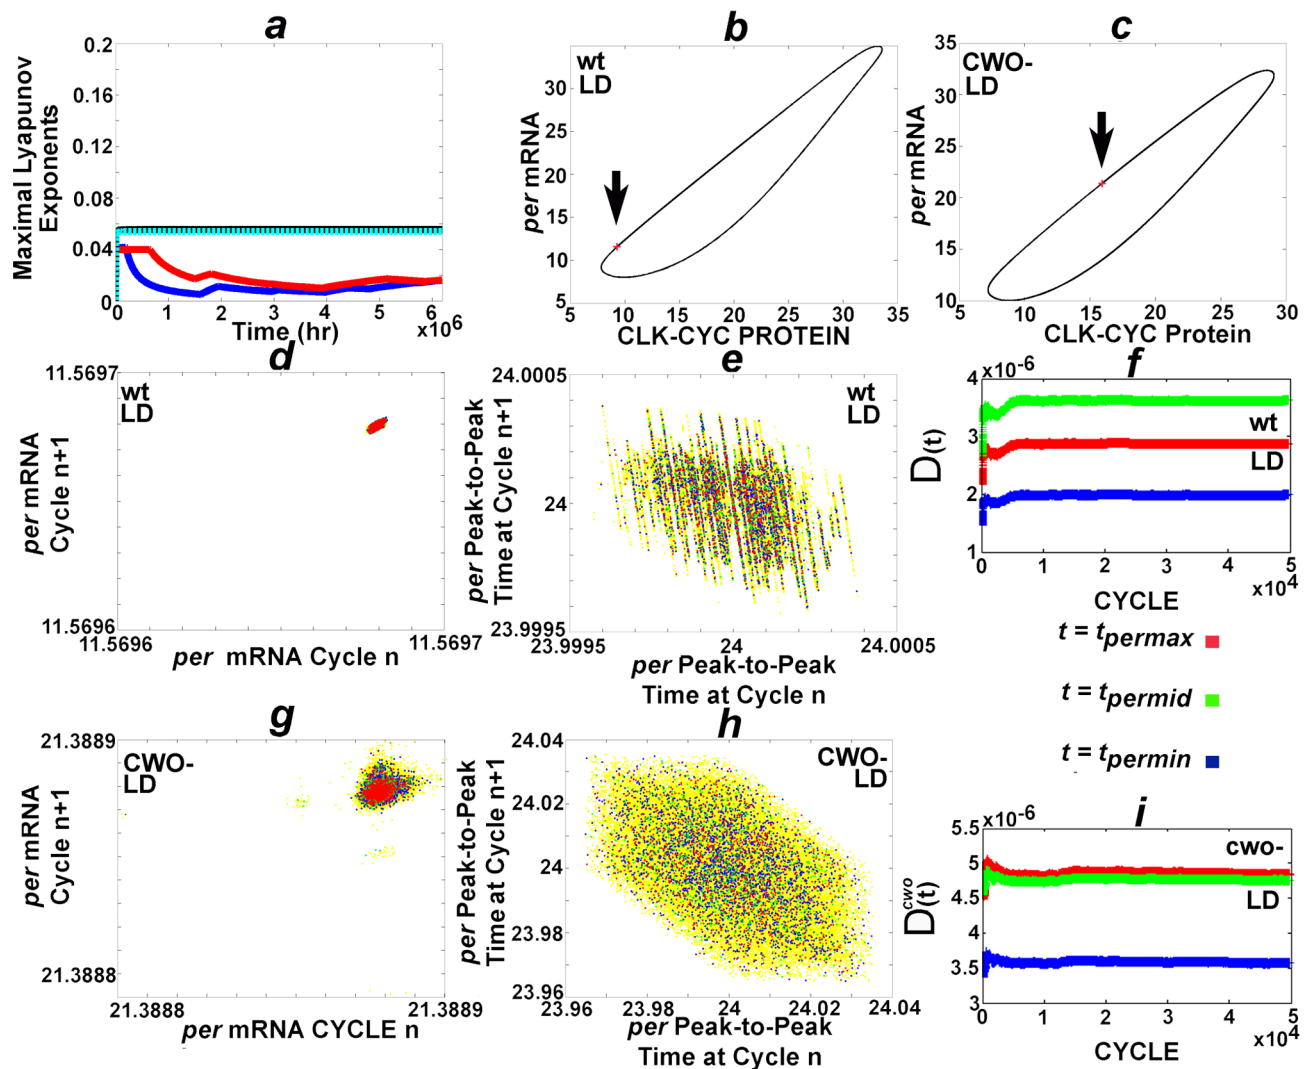 a
0.2
0.16
0.12
0.08
0.04
0
Maximal Lyapunov
Exponents
0 1 2 3 4 5 6
Time (hr)
x10^6
b
wt
LD
30
25
20
15
10
5
per mRNA
5 10 15 20 25 30 35
CLK-CYC PROTEIN
c
CWO-
LD
35
30
25
20
15
10
per mRNA
5 10 15 20 25 30
CLK-CYC Protein
d
11.5697
wt
LD
per mRNA
Cycle n+1
11.5696
11.5696 11.5697
per mRNA Cycle n
e
24.0005
wt
LD
24
23.9995
per Peak-to-Peak
Time at Cycle n+1
23.9995 24 24.0005
per Peak-to-Peak
Time at Cycle n
f
x10^-6
4
3
2
1
D(t)
wt
LD
0 1 2 3 4 5
x10^4
CYCLE
t = tpermax
t = tpermid
t = tpermin
g
21.3889
CWO-
LD
per mRNA
Cycle n+1
21.3888
21.3888 21.3889
per mRNA CYCLE n
h
24.04
24.02
24
23.98
23.96
CWO-
LD
per Peak-to-Peak
Time at Cycle n+1
23.96 23.98 24 24.02 24.04
per Peak-to-Peak
Time at Cycle n
i
x10^-6
5.5
5
4.5
4
3.5
3
D(t)^cwo
cwo-
LD
0 1 2 3 4 5
x10^4
CYCLE